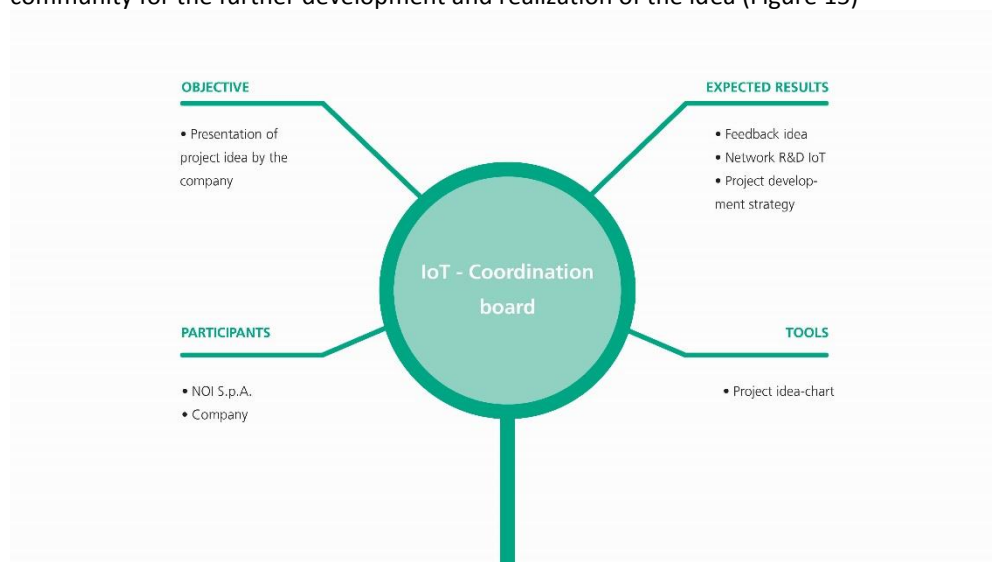 community for the further development and realization of the idea (Figure
OBJECTIVE
• Presentation of
project idea by the
company
EXPECTED RESULTS
• Feedback idea
• Network R&D IoT
• Project develop-
ment strategy
IoT - Coordination
board
PARTICIPANTS
• NOI S.p.A.
• Company
TOOLS
• Project idea-chart